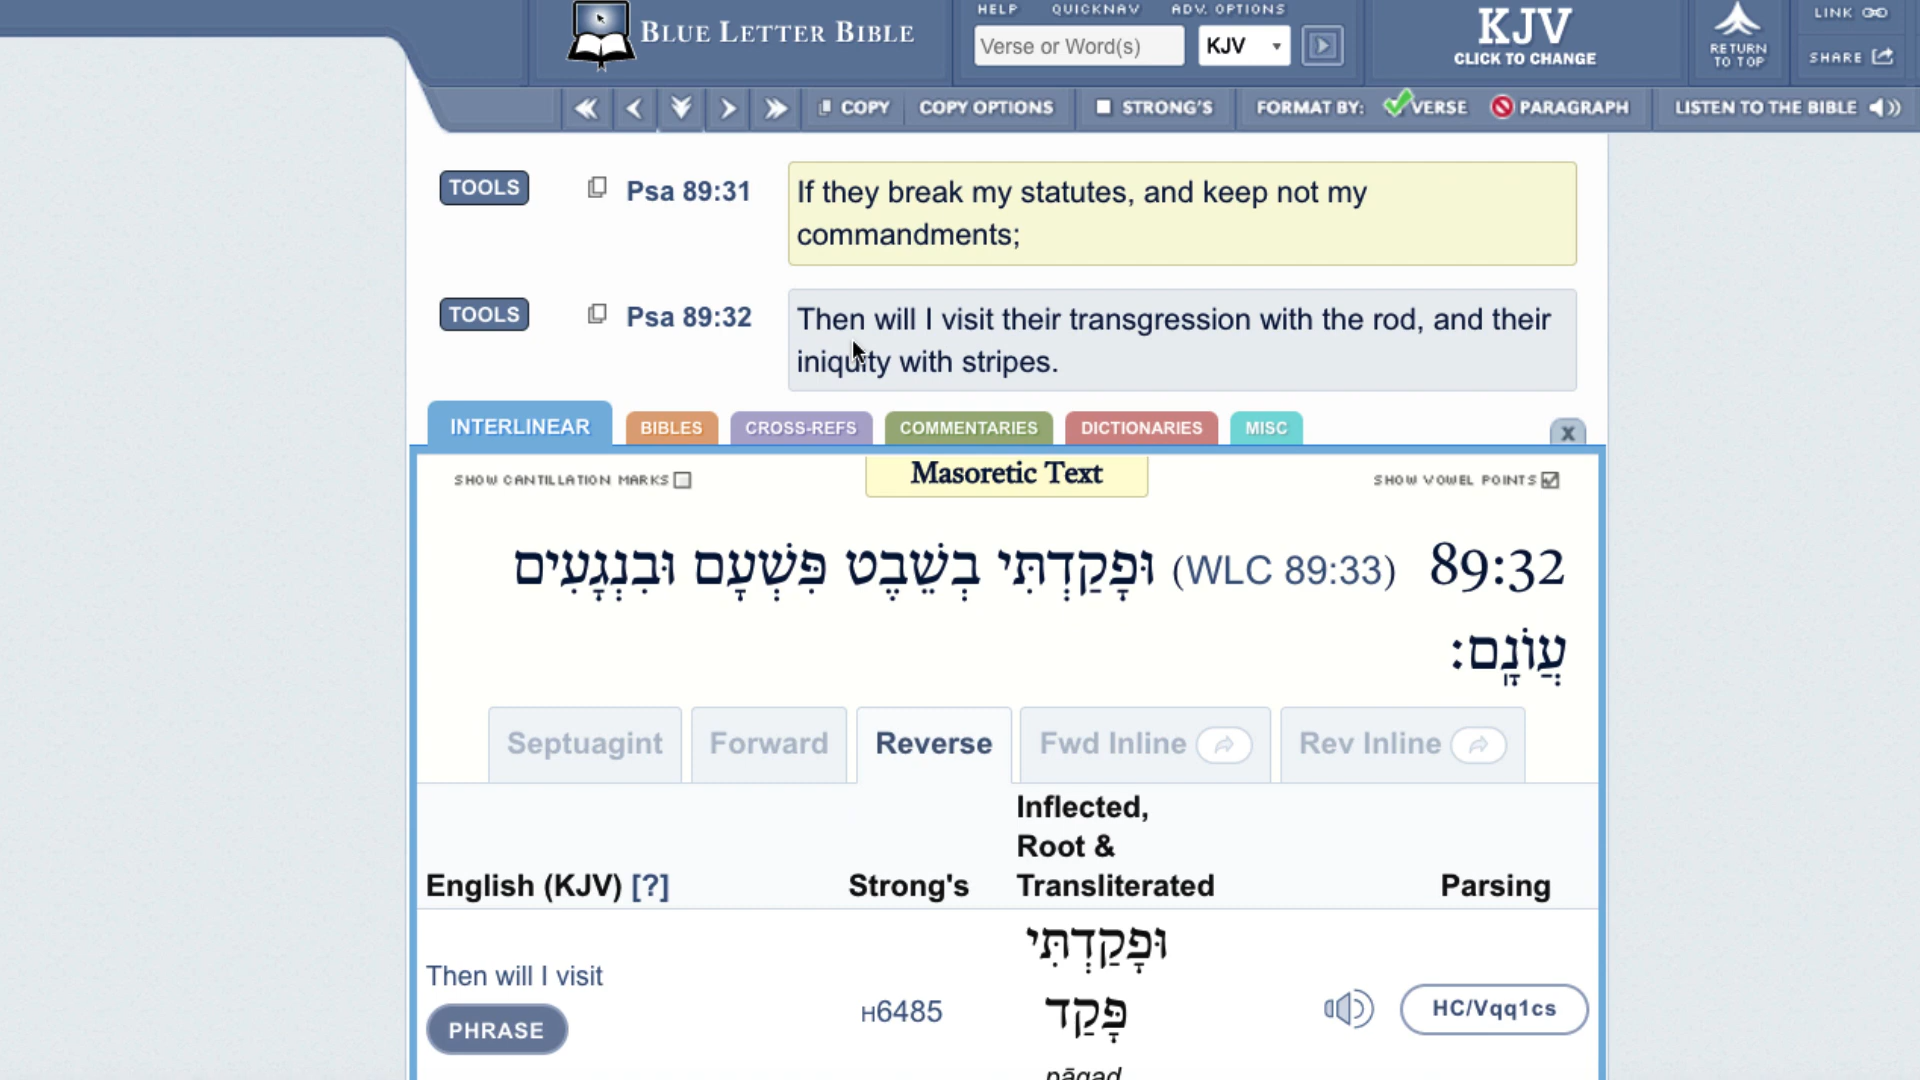 HELP QUICKNAV ADV. OPTIONS
BLUE LETTER BIBLE
Verse or Word(s)
KJV
KJV
CLICK TO CHANGE
RETURN
TO TOP
LINK
SHARE
COPY
COPY OPTIONS
STRONG'S
FORMAT BY: VERSE PARAGRAPH
LISTEN TO THE BIBLE
TOOLS
Psa 89:31
If they break my statutes, and keep not my
commandments;
TOOLS
Psa 89:32
Then will I visit their transgression with the rod, and their
iniquity with stripes.
INTERLINEAR
BIBLES
CROSS-REFS
COMMENTARIES
DICTIONARIES
MISC
X
SHOW CANTILLATION MARKS
Masoretic Text
SHOW VOWEL POINTS
89:32 (WLC 89:33) וּפָקַדְתִּי בְשֵׁבֶט פִּשְׁעָם וּבִנְגָעִים
עֲוֺנָֽם׃
Septuagint
Forward
Reverse
Fwd Inline
Rev Inline
English (KJV) [?]
Strong's
Inflected,
Root &
Transliterated
Parsing
Then will I visit
PHRASE
H6485
וּפָקַדְתִּי
פָּקַד
pāqad
HC/Vqq1cs